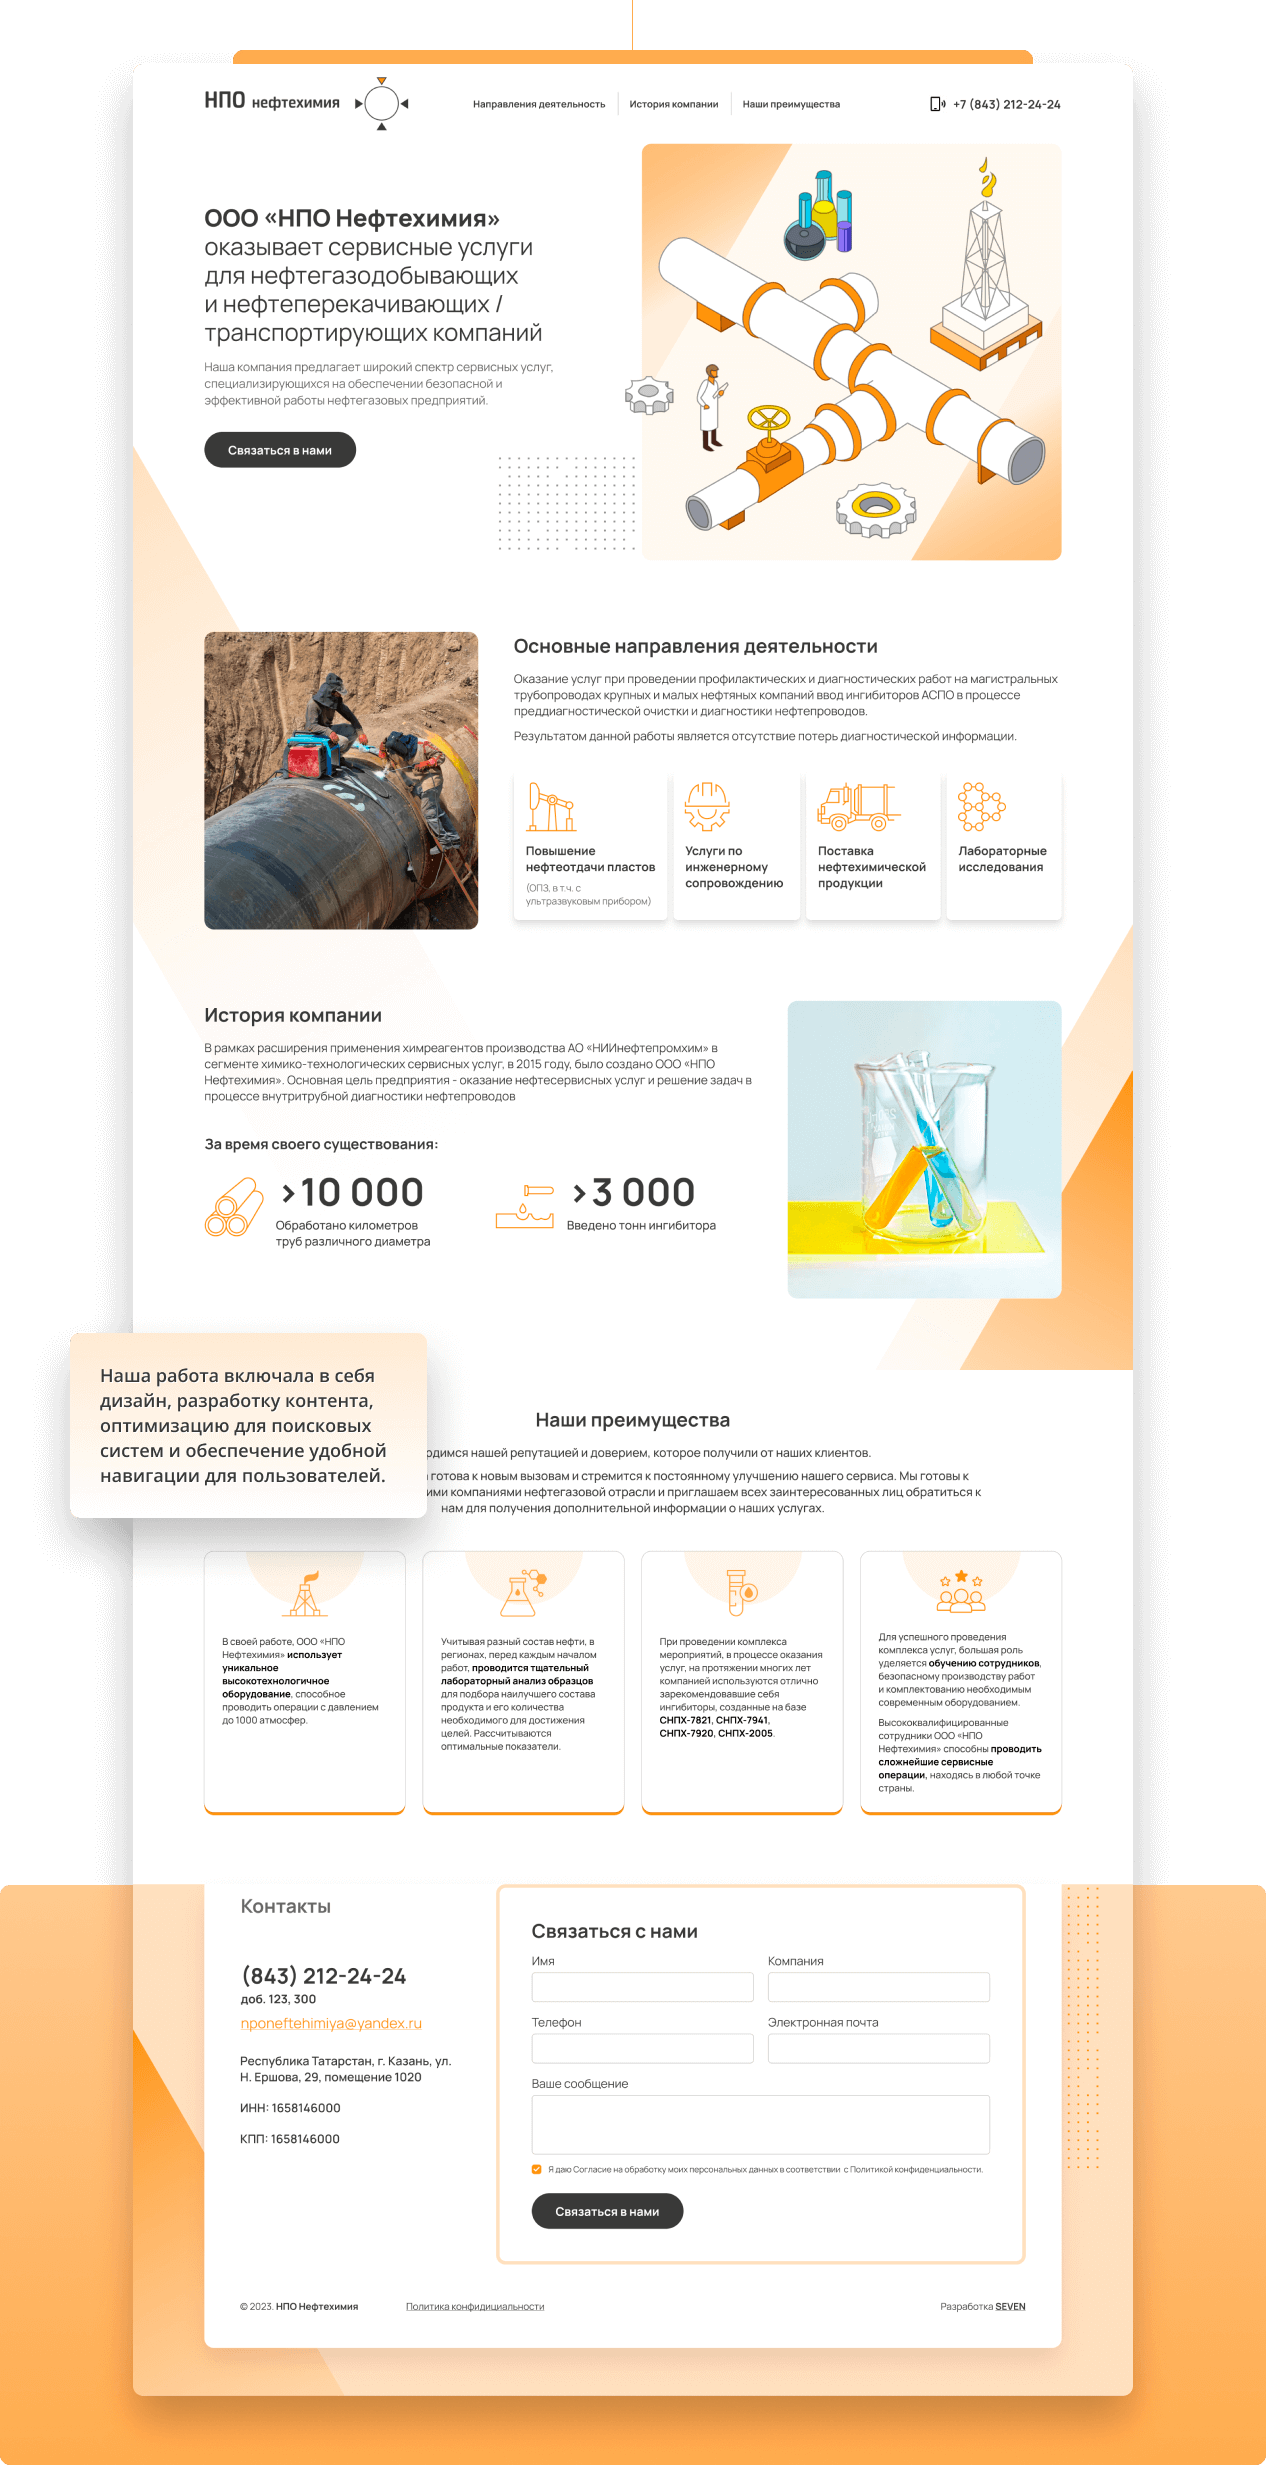 НПО нефтехимия
Направления деятельность
История компании
Наши преимущества
+7 (843) 212-24-24
ООО «НПО Нефтехимия»
оказывает сервисные услуги
для нефтегазодобывающих
и нефтеперекачивающих /
транспортирующих компаний
Наша компания предлагает широкий спектр сервисных услуг,
специализирующихся на обеспечении безопасной и
эффективной работы нефтегазовых предприятий.
Связаться в нами
Основные направления деятельности
Оказание услуг при проведении профилактических и диагностических работ на магистральных
трубопроводах крупных и малых нефтяных компаний ввод ингибиторов АСПО в процессе
преддиагностической очистки и диагностики нефтепроводов.
Результатом данной работы является отсутствие потерь диагностической информации.
Повышение
нефтеотдачи пластов
(ОПЗ, в т.ч. с
ультразвуковым прибором)
Услуги по
инженерному
сопровождению
Поставка
нефтехимической
продукции
Лабораторные
исследования
История компании
В рамках расширения применения химреагентов производства АО «НИИнефтепромхим» в
сегменте химико-технологических сервисных услуг, в 2015 году, было создано ООО «НПО
Нефтехимия». Основная цель предприятия - оказание нефтесервисных услуг и решение задач в
процессе внутритрубной диагностики нефтепроводов
За время своего существования:
>10 000
Обработано километров
труб различного диаметра
>3 000
Введено тонн ингибитора
Наша работа включала в себя
дизайн, разработку контента,
оптимизацию для поисковых
систем и обеспечение удобной
навигации для пользователей.
Наши преимущества
одимся нашей репутацией и доверием, которое получили от наших клиентов.
готова к новым вызовам и стремится к постоянному улучшению нашего сервиса. Мы готовы к
ими компаниями нефтегазовой отрасли и приглашаем всех заинтересованных лиц обратиться к
нам для получения дополнительной информации о наших услугах.
В своей работе, ООО «НПО
Нефтехимия» использует
уникальное
высокотехнологичное
оборудование, способное
проводить операции с давлением
до 1000 атмосфер.
Учитывая разный состав нефти, в
регионах, перед каждым началом
работ, проводится тщательный
лабораторный анализ образцов
для подбора наилучшего состава
продукта и его количества
необходимого для достижения
целей. Рассчитываются
оптимальные показатели.
При проведении комплекса
мероприятий, в процессе оказания
услуг, на протяжении многих лет
компанией используются отлично
зарекомендовавшие себя
ингибиторы, созданные на базе
СНПХ-7821, СНПХ-7941,
СНПХ-7920, СНПХ-2005.
Для успешного проведения
комплекса услуг, большая роль
уделяется обучению сотрудников,
безопасному производству работ
и комплектованию необходимым
современным оборудованием.
Высококвалифицированные
сотрудники ООО «НПО
Нефтехимия» способны проводить
сложнейшие сервисные
операции, находясь в любой точке
страны.
Контакты
(843) 212-24-24
доб. 123, 300
nponeftehimiya@yandex.ru
Республика Татарстан, г. Казань, ул.
Н. Ершова, 29, помещение 1020
ИНН: 1658146000
КПП: 1658146000
Связаться с нами
Имя
Компания
Телефон
Электронная почта
Ваше сообщение
Я даю Согласие на обработку моих персональных данных в соответствии с Политикой конфиденциальности.
Связаться в нами
© 2023. НПО Нефтехимия
Политика конфидициальности
Разработка SEVEN